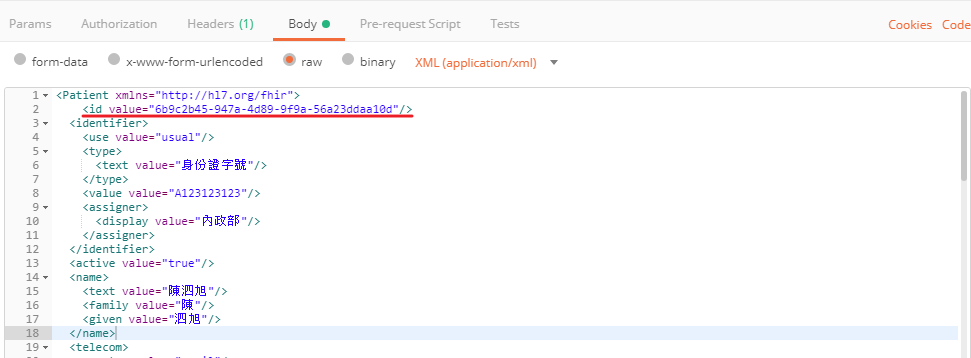 Params Authorization Headers (1) Body Pre-request Script Tests Cookies Code
form-data x-www-form-urlencoded raw binary XML (application/xml)
1 <Patient xmlns="http://hl7.org/fhir">
2 <id value="6b9c2b45-947a-4d89-9f9a-56a23ddaa10d"/>
3 <identifier>
4 <use value="usual"/>
5 <type>
6 <text value="身份證字號"/>
7 </type>
8 <value value="A123123123"/>
9 <assigner>
10 <display value="內政部"/>
11 </assigner>
12 </identifier>
13 <active value="true"/>
14 <name>
15 <text value="陳泗旭"/>
16 <family value="陳"/>
17 <given value="泗旭"/>
18 </name>
19 <telecom>